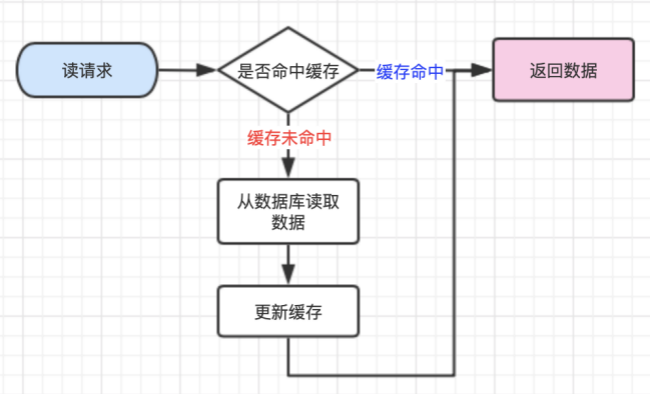 读请求
是否命中缓存
缓存命中
返回数据
缓存未命中
从数据库读取
数据
更新缓存